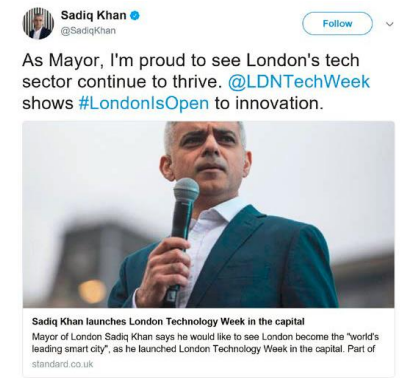 Sadiq Khan
@SadiqKhan
Follow
As Mayor, I'm proud to see London's tech
sector continue to thrive. @LDNTechWeek
shows #LondonIsOpen to innovation.
Sadiq Khan launches London Technology Week in the capital
Mayor of London Sadiq Khan says he would like to see London become the "world's
leading smart city", as he launched London Technology Week in the capital. Part of
standard.co.uk